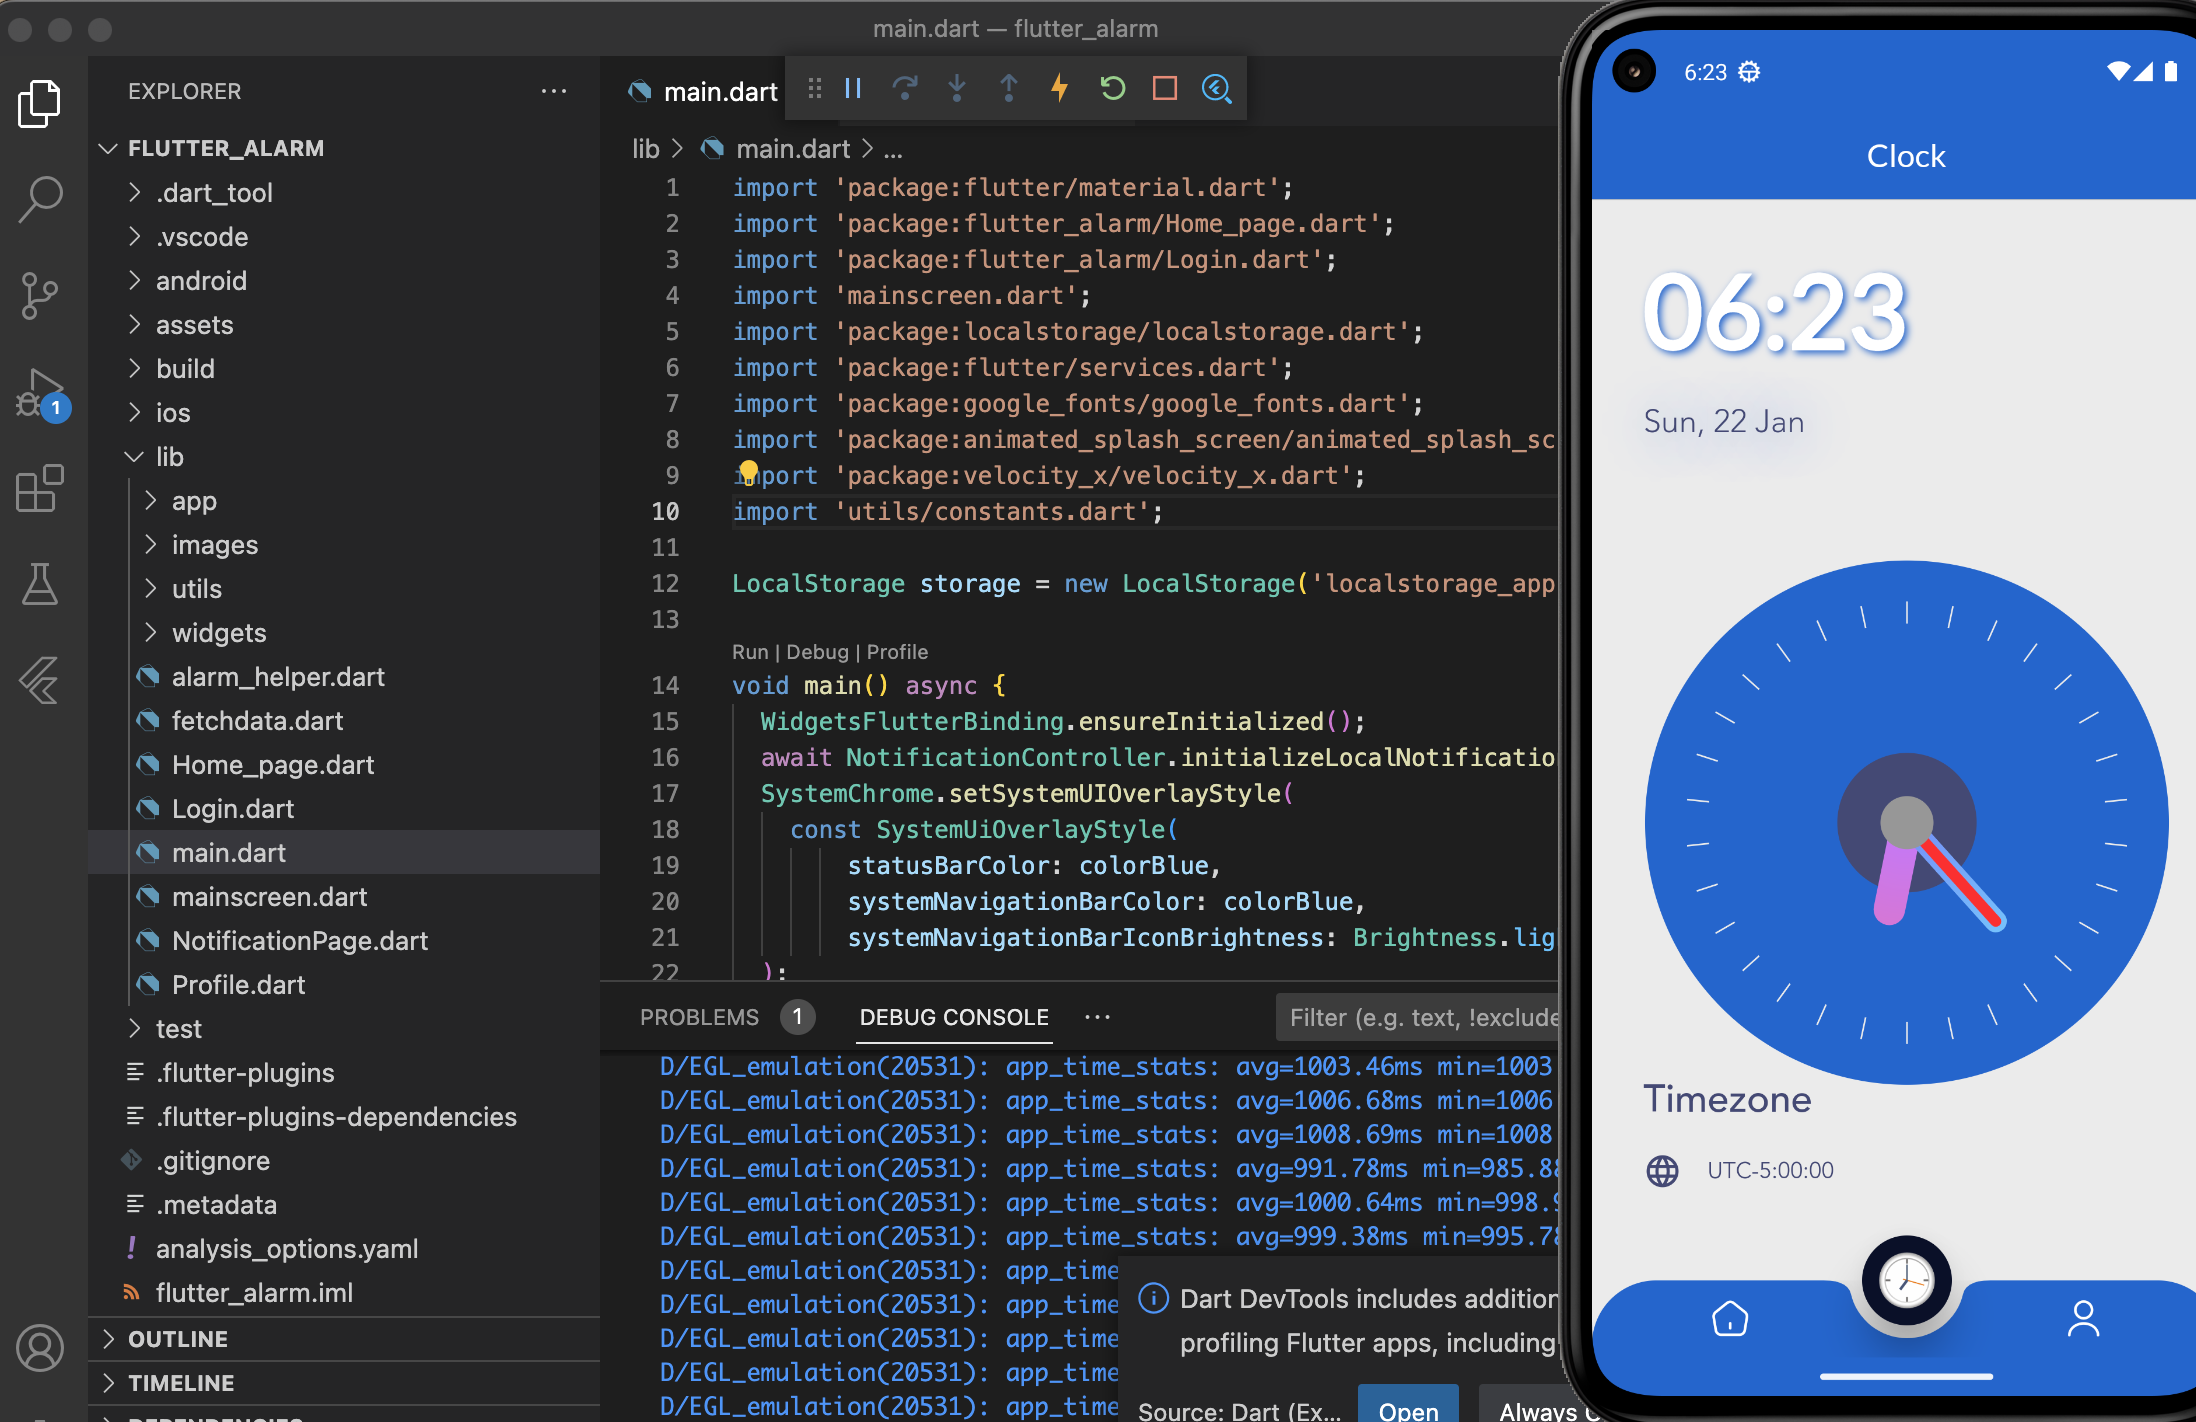 main.dart — flutter_alarm
EXPLORER
FLUTTER_ALARM
.dart_tool
.vscode
android
assets
build
ios
lib
app
images
utils
widgets
alarm_helper.dart
fetchdata.dart
Home_page.dart
Login.dart
main.dart
mainscreen.dart
NotificationPage.dart
Profile.dart
test
.flutter-plugins
.flutter-plugins-dependencies
.gitignore
.metadata
analysis_options.yaml
flutter_alarm.iml
OUTLINE
TIMELINE
1
main.dart
lib > main.dart > ...
1 import 'package:flutter/material.dart';
2 import 'package:flutter_alarm/Home_page.dart';
3 import 'package:flutter_alarm/Login.dart';
4 import 'mainscreen.dart';
5 import 'package:localstorage/localstorage.dart';
6 import 'package:flutter/services.dart';
7 import 'package:google_fonts/google_fonts.dart';
8 import 'package:animated_splash_screen/animated_splash_sc
9 import 'package:velocity_x/velocity_x.dart';
10 import 'utils/constants.dart';
11
12 LocalStorage storage = new LocalStorage('localstorage_app
13
Run | Debug | Profile
14 void main() async {
15 WidgetsFlutterBinding.ensureInitialized();
16 await NotificationController.initializeLocalNotificatio
17 SystemChrome.setSystemUIOverlayStyle(
18 const SystemUiOverlayStyle(
19 statusBarColor: colorBlue,
20 systemNavigationBarColor: colorBlue,
21 systemNavigationBarIconBrightness: Brightness.lig
22 );
PROBLEMS 1 DEBUG CONSOLE ... Filter (e.g. text, !exclude
D/EGL_emulation(20531): app_time_stats: avg=1003.46ms min=1003
D/EGL_emulation(20531): app_time_stats: avg=1006.68ms min=1006
D/EGL_emulation(20531): app_time_stats: avg=1008.69ms min=1008
D/EGL_emulation(20531): app_time_stats: avg=991.78ms min=985.88
D/EGL_emulation(20531): app_time_stats: avg=1000.64ms min=998.9
D/EGL_emulation(20531): app_time_stats: avg=999.38ms min=995.78
D/EGL_emulation(20531): app_time
D/EGL_emulation(20531): app_time
D/EGL_emulation(20531): app_time
D/EGL_emulation(20531): app_time
D/EGL_emulation(20531): app_time
Dart DevTools includes addition
profiling Flutter apps, including
Source: Dart (Ex... Open Always
6:23
Clock
06:23
Sun, 22 Jan
Timezone
UTC-5:00:00